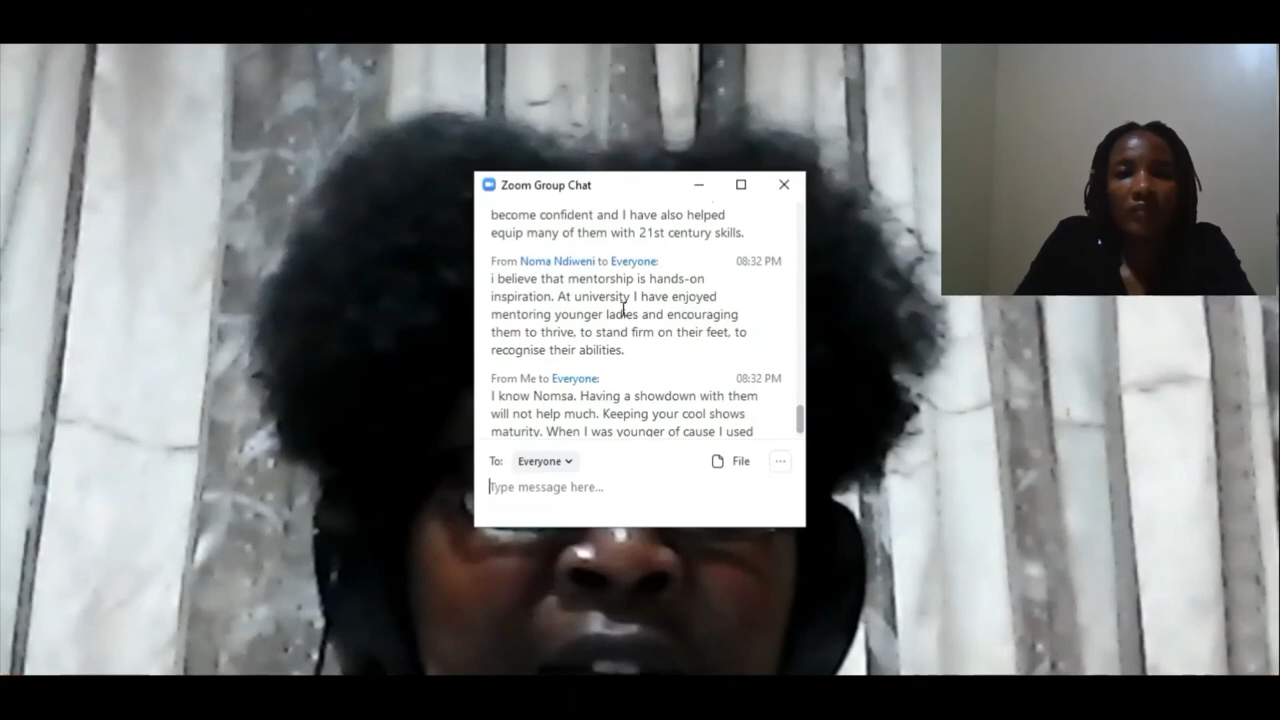 Zoom Group Chat
become confident and I have also helped
equip many of them with 21st century skills.
From Noma Ndiweni to Everyone: 08:32 PM
i believe that mentorship is hands-on
inspiration. At university I have enjoyed
mentoring younger ladies and encouraging
them to thrive, to stand firm on their feet, to
recognise their abilities.
From Me to Everyone: 08:32 PM
I know Nomsa. Having a showdown with them
will not help much. Keeping your cool shows
maturity. When I was younger of cause I used
To: Everyone File
Type message here...